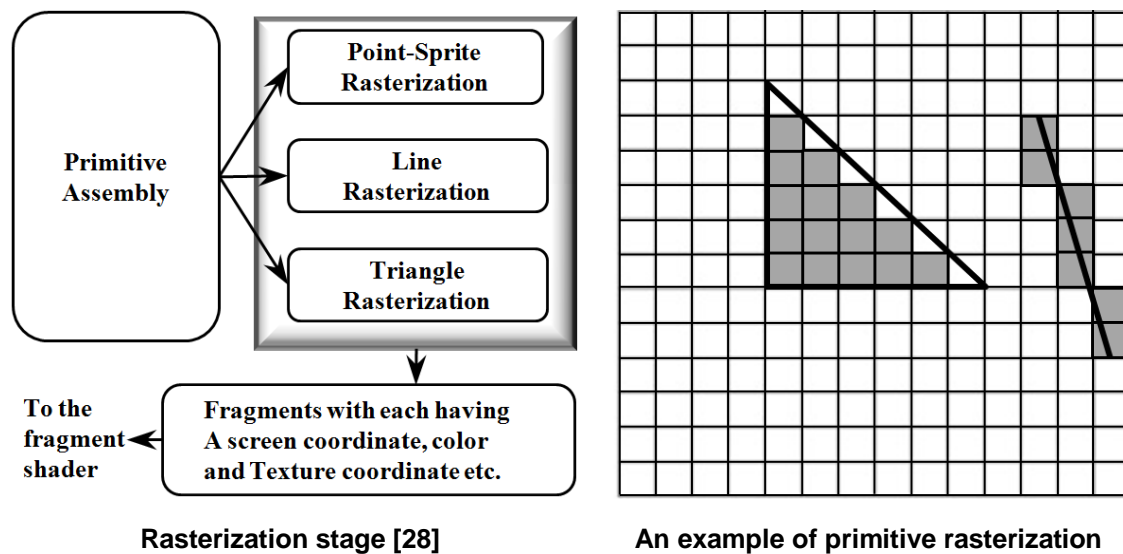 Primitive
Assembly
Point-Sprite
Rasterization
Line
Rasterization
Triangle
Rasterization
To the
fragment
shader
Fragments with each having
A screen coordinate, color
and Texture coordinate etc.
Rasterization stage [28]
An example of primitive rasterization